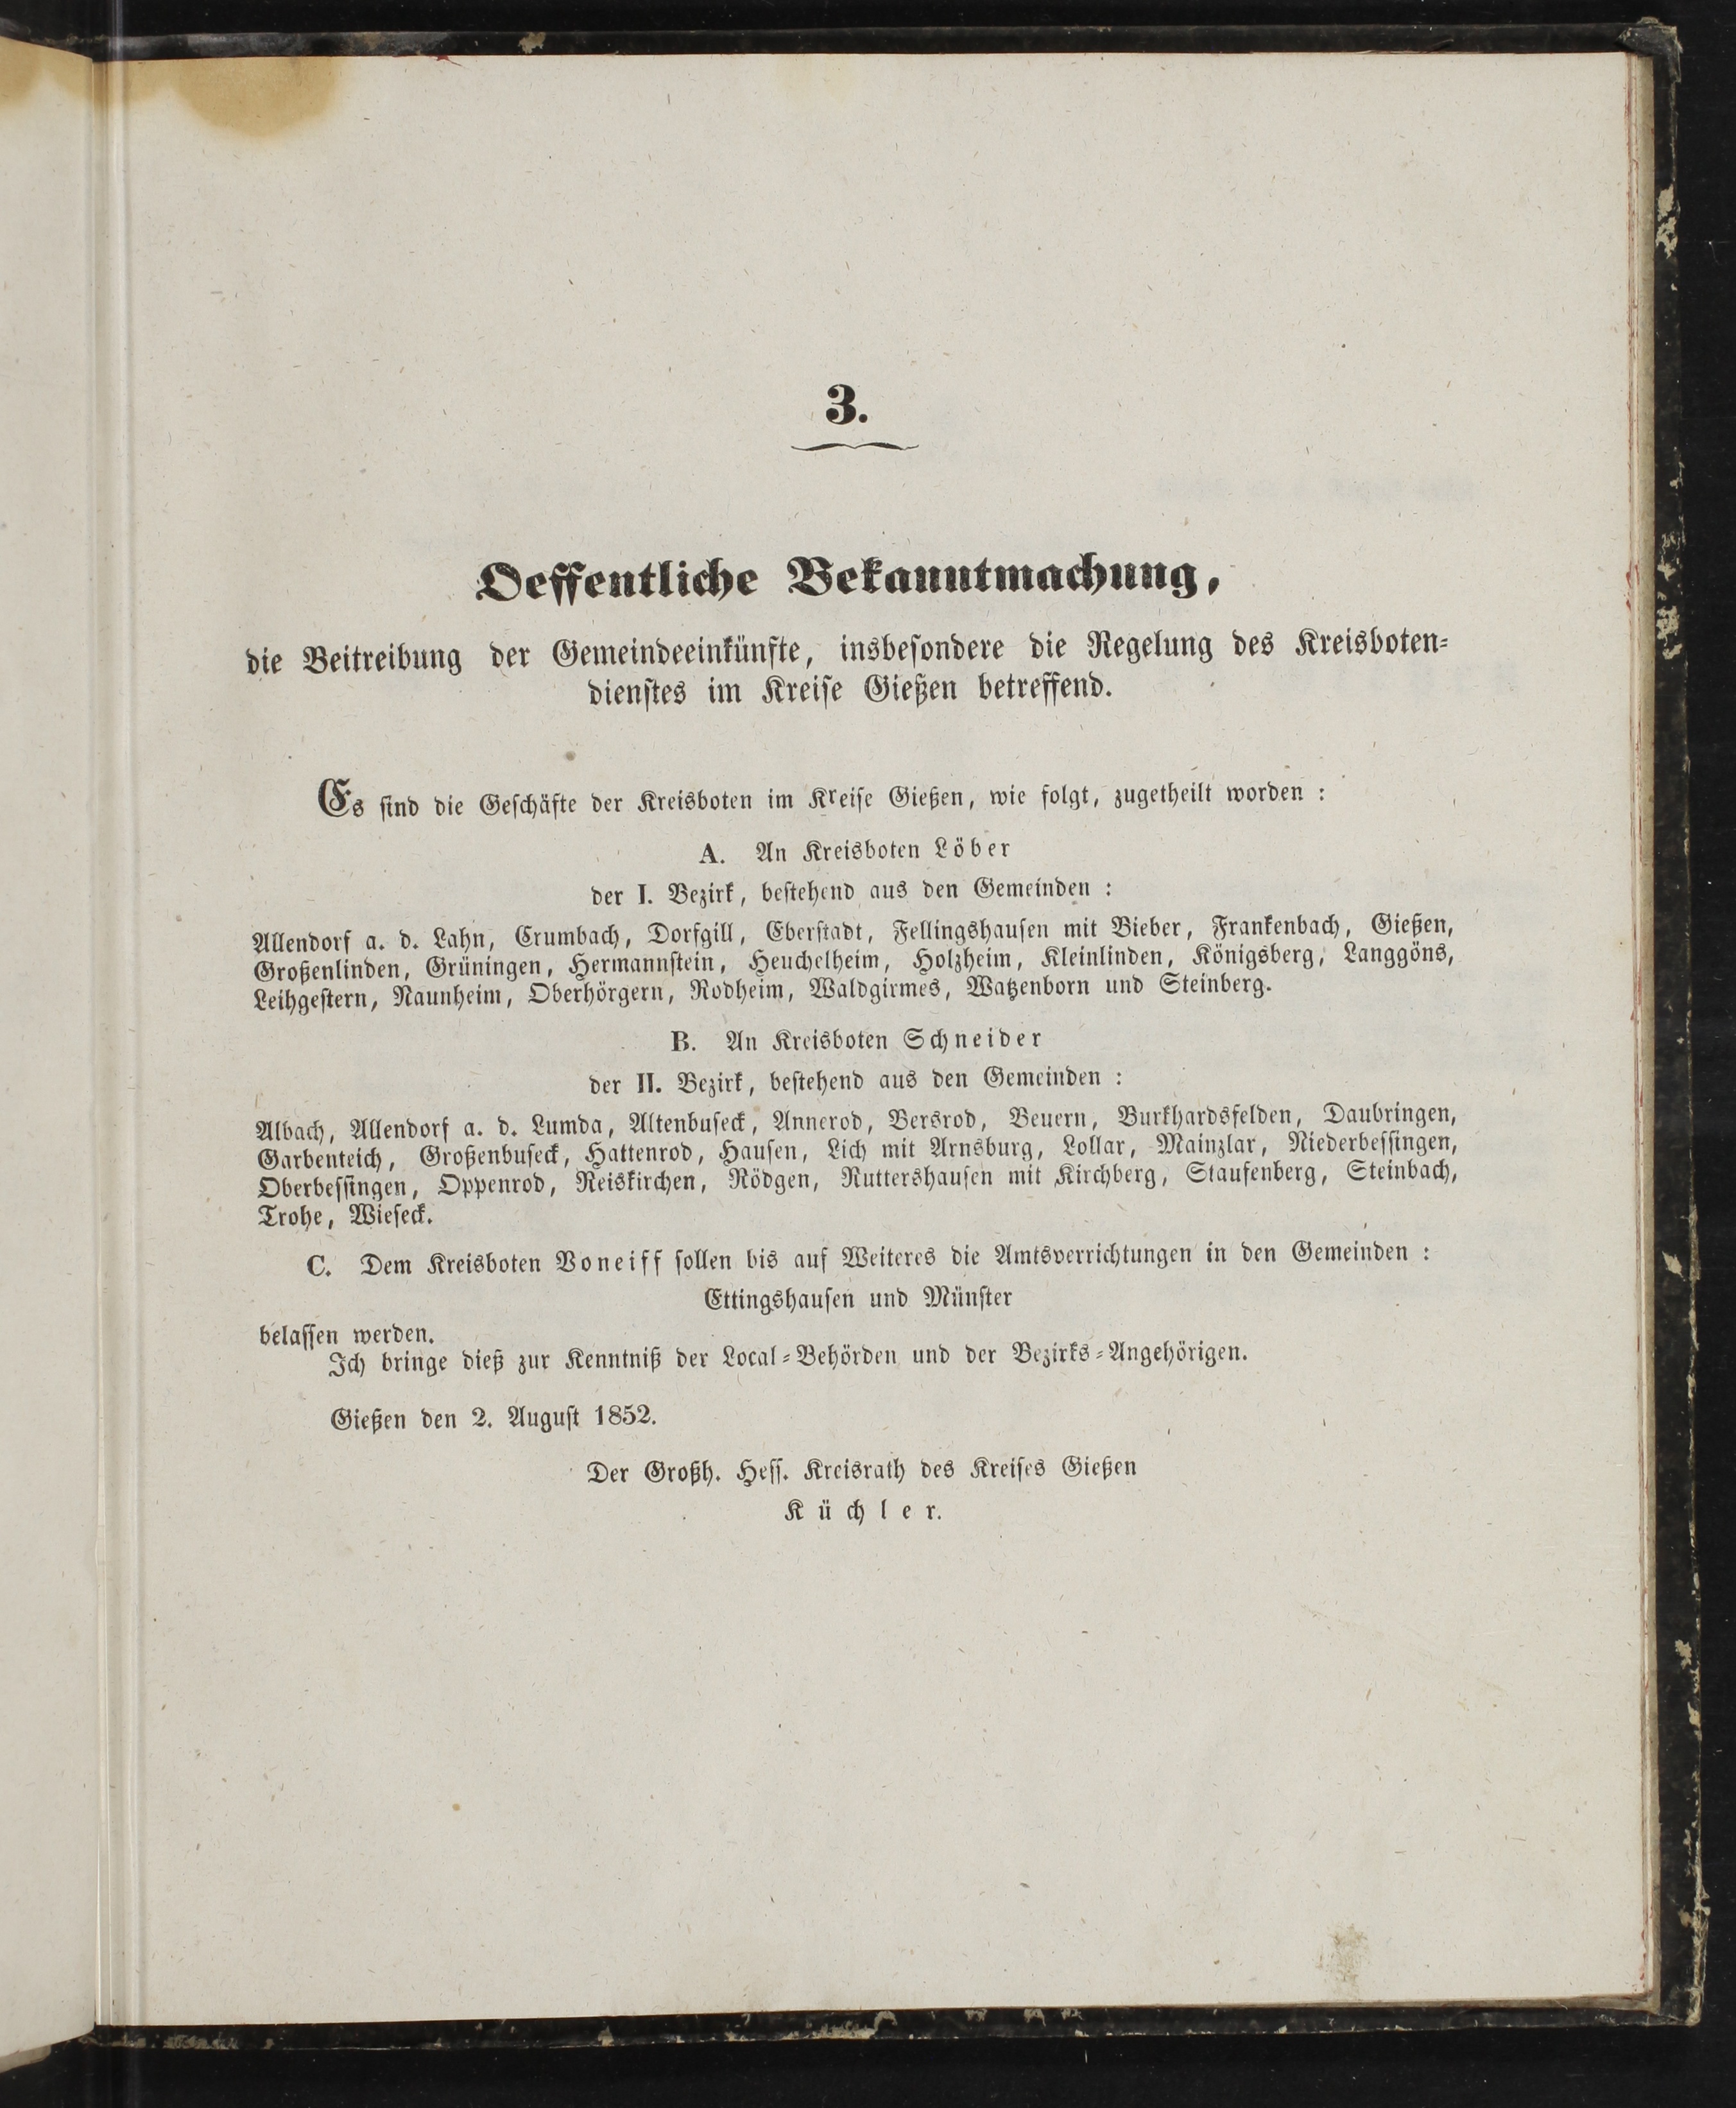 3.
Oeffentliche Bekanntmachung,
die Beitreibung der Gemeindeeinkünfte, insbesondere die Regelung des Kreisboten-
dienstes im Kreise Gießen betreffend.
Es sind die Geschäfte der Kreisboten im Kreise Gießen, wie folgt, zugetheilt worden :
A. An Kreisboten Löber
der I. Bezirk, bestehend aus den Gemeinden :
Allendorf a. d. Lahn, Crumbach, Dorfgill, Eberstadt, Fellingshausen mit Bieber, Frankenbach, Gießen,
Großenlinden, Grüningen, Hermannstein, Heuchelheim, Holzheim, Kleinlinden, Königsberg, Langgöns,
Leihgestern, Naunheim, Oberhörgern, Rodheim, Waldgirmes, Watzenborn und Steinberg.
B. An Kreisboten Schneider
der II. Bezirk, bestehend aus den Gemeinden :
Albach, Allendorf a. d. Lumda, Altenbuseck, Annerod, Bersrod, Beuern, Burkhardsfelden, Daubringen,
Garbenteich, Großenbuseck, Hattenrod, Hausen, Lich mit Arnsburg, Lollar, Mainzlar, Niederbessingen,
Oberbessingen, Oppenrod, Reiskirchen, Rödgen, Ruttershausen mit Kirchberg, Staufenberg, Steinbach,
Trohe, Wieseck.
C. Dem Kreisboten Voneiff sollen bis auf Weiteres die Amtsverrichtungen in den Gemeinden :
Ettingshausen und Münster
belassen werden.
Ich bringe dieß zur Kenntniß der Local-Behörden und der Bezirks-Angehörigen.
Gießen den 2. August 1852.
Der Großh. Hess. Kreisrath des Kreises Gießen
Küchler.